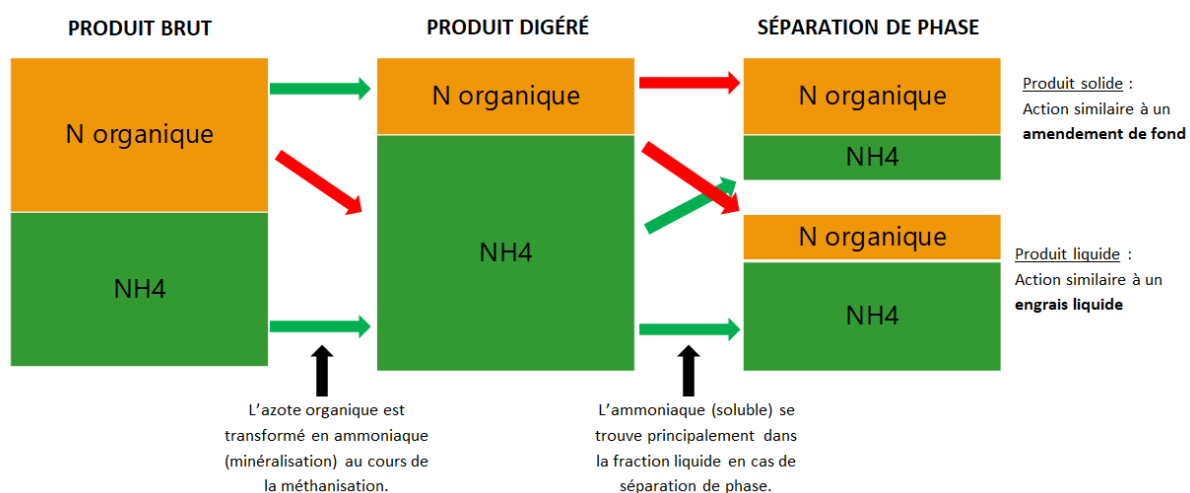 PRODUIT BRUT
PRODUIT DIGÉRÉ
SÉPARATION DE PHASE
N organique
NH4
N organique
NH4
N organique
NH4
N organique
NH4
Produit solide :
Action similaire à un
amendement de fond
Produit liquide :
Action similaire à un
engrais liquide
L'azote organique est
transformé en ammoniaque
(minéralisation) au cours de
la méthanisation.
L'ammoniaque (soluble) se
trouve principalement dans
la fraction liquide en cas de
séparation de phase.